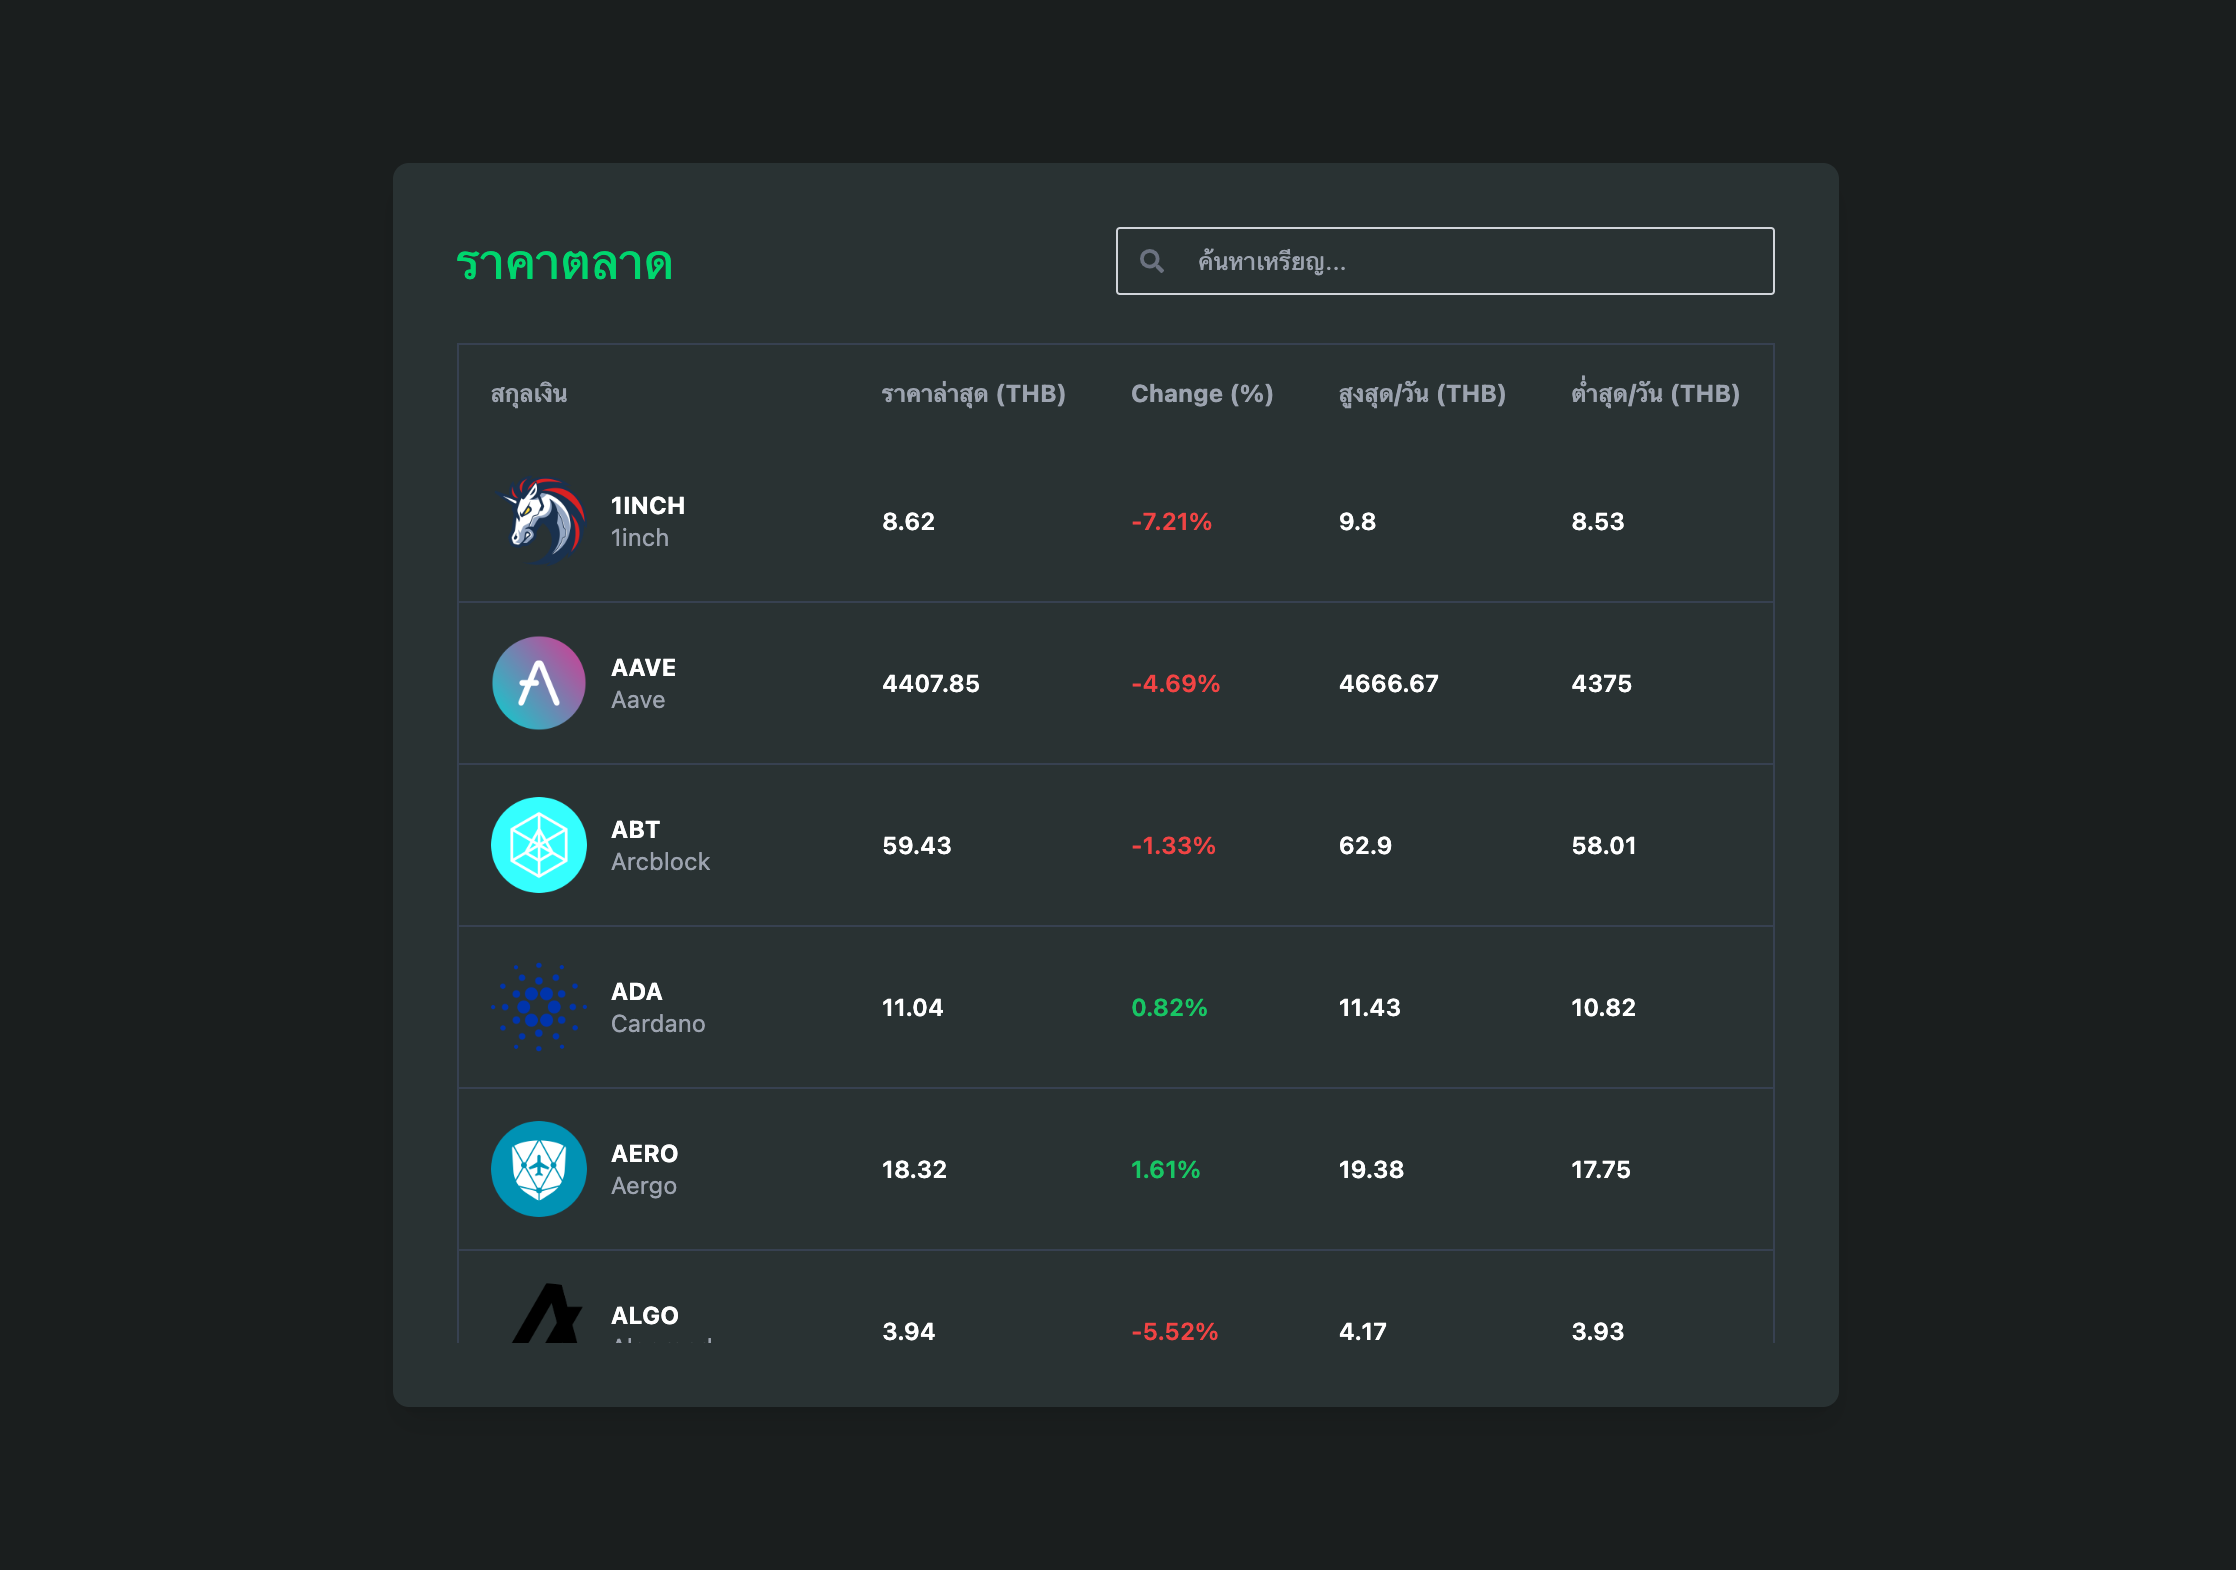 ราคาตลาด
ค้นหาเหรียญ...
สกุลเงิน ราคาล่าสุด (THB) Change (%) สูงสุด/วัน (THB) ต่ำสุด/วัน (THB)
1INCH
1inch
8.62 -7.21% 9.8 8.53
AAVE
Aave
4407.85 -4.69% 4666.67 4375
ABT
Arcblock
59.43 -1.33% 62.9 58.01
ADA
Cardano
11.04 0.82% 11.43 10.82
AERO
Aergo
18.32 1.61% 19.38 17.75
ALGO
3.94 -5.52% 4.17 3.93